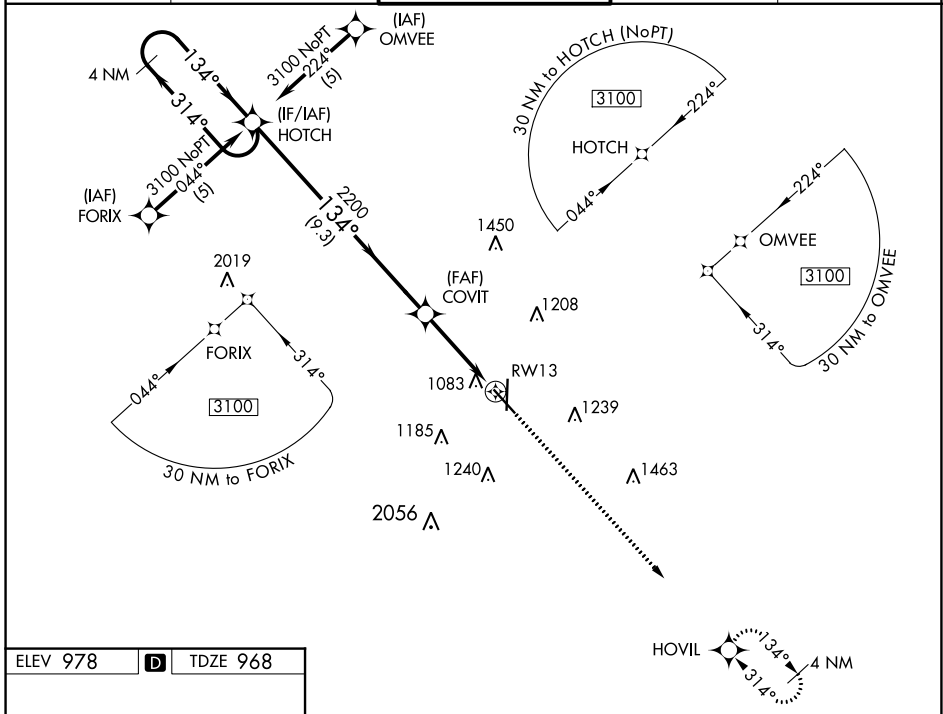 (IAF)
OMVEE
3100 NoPT
224°
(5)
4 NM
134°
314°
(IF/IAF)
HOTCH
3100 NoPT
044°
(5)
(IAF)
FORIX
30 NM to HOTCH (NoPT)
3100
224°
HOTCH
044°
2200
134°
(9.3)
224°
OMVEE
3100
314°
30 NM to OMVEE
1450
2019
(FAF)
COVIT
1208
FORIX
044°
314°
3100
30 NM to FORIX
1083
RW13
1239
1185
1240
1463
2056
HOVIL
134°
314°
4 NM
ELEV 978 D TDZE 968